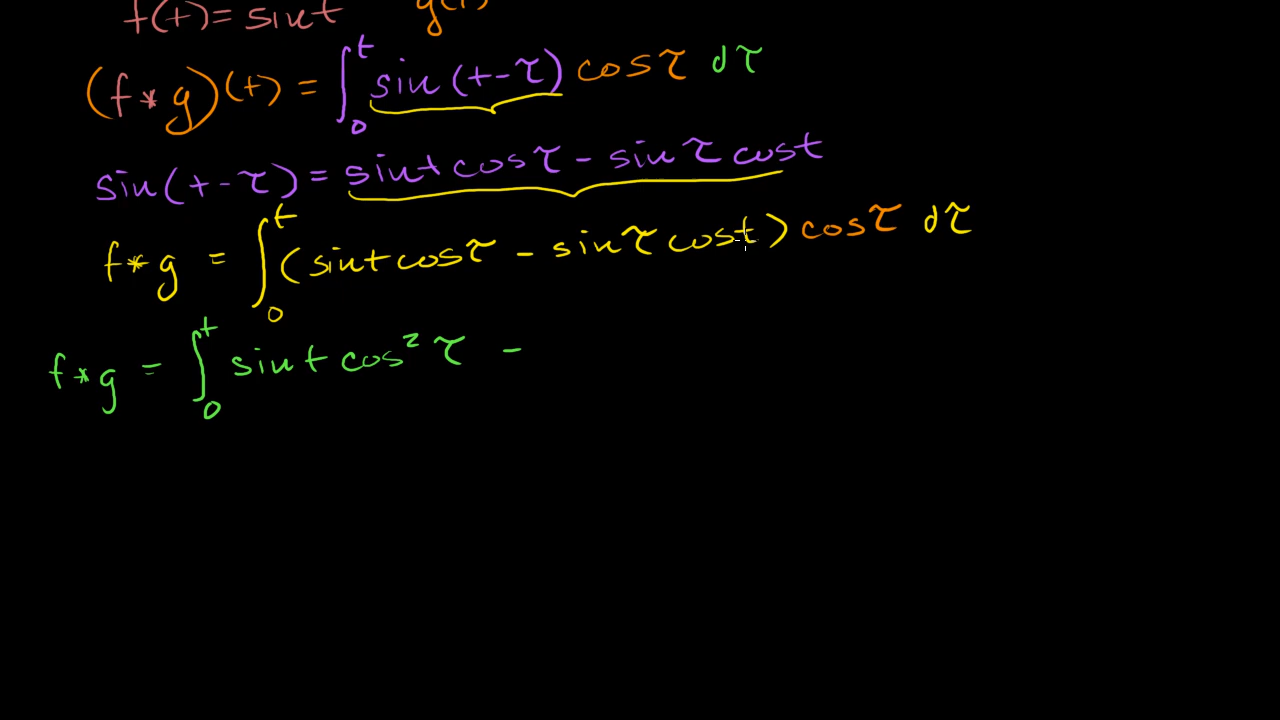 f(t) = sin t g(t)
(f * g)(t) = ∫₀ᵗ sin(t - τ) cos τ dτ
sin(t - τ) = sin t cos τ - sin τ cos t
f * g = ∫₀ᵗ (sin t cos τ - sin τ cos t) cos τ dτ
f * g = ∫₀ᵗ sin t cos² τ -